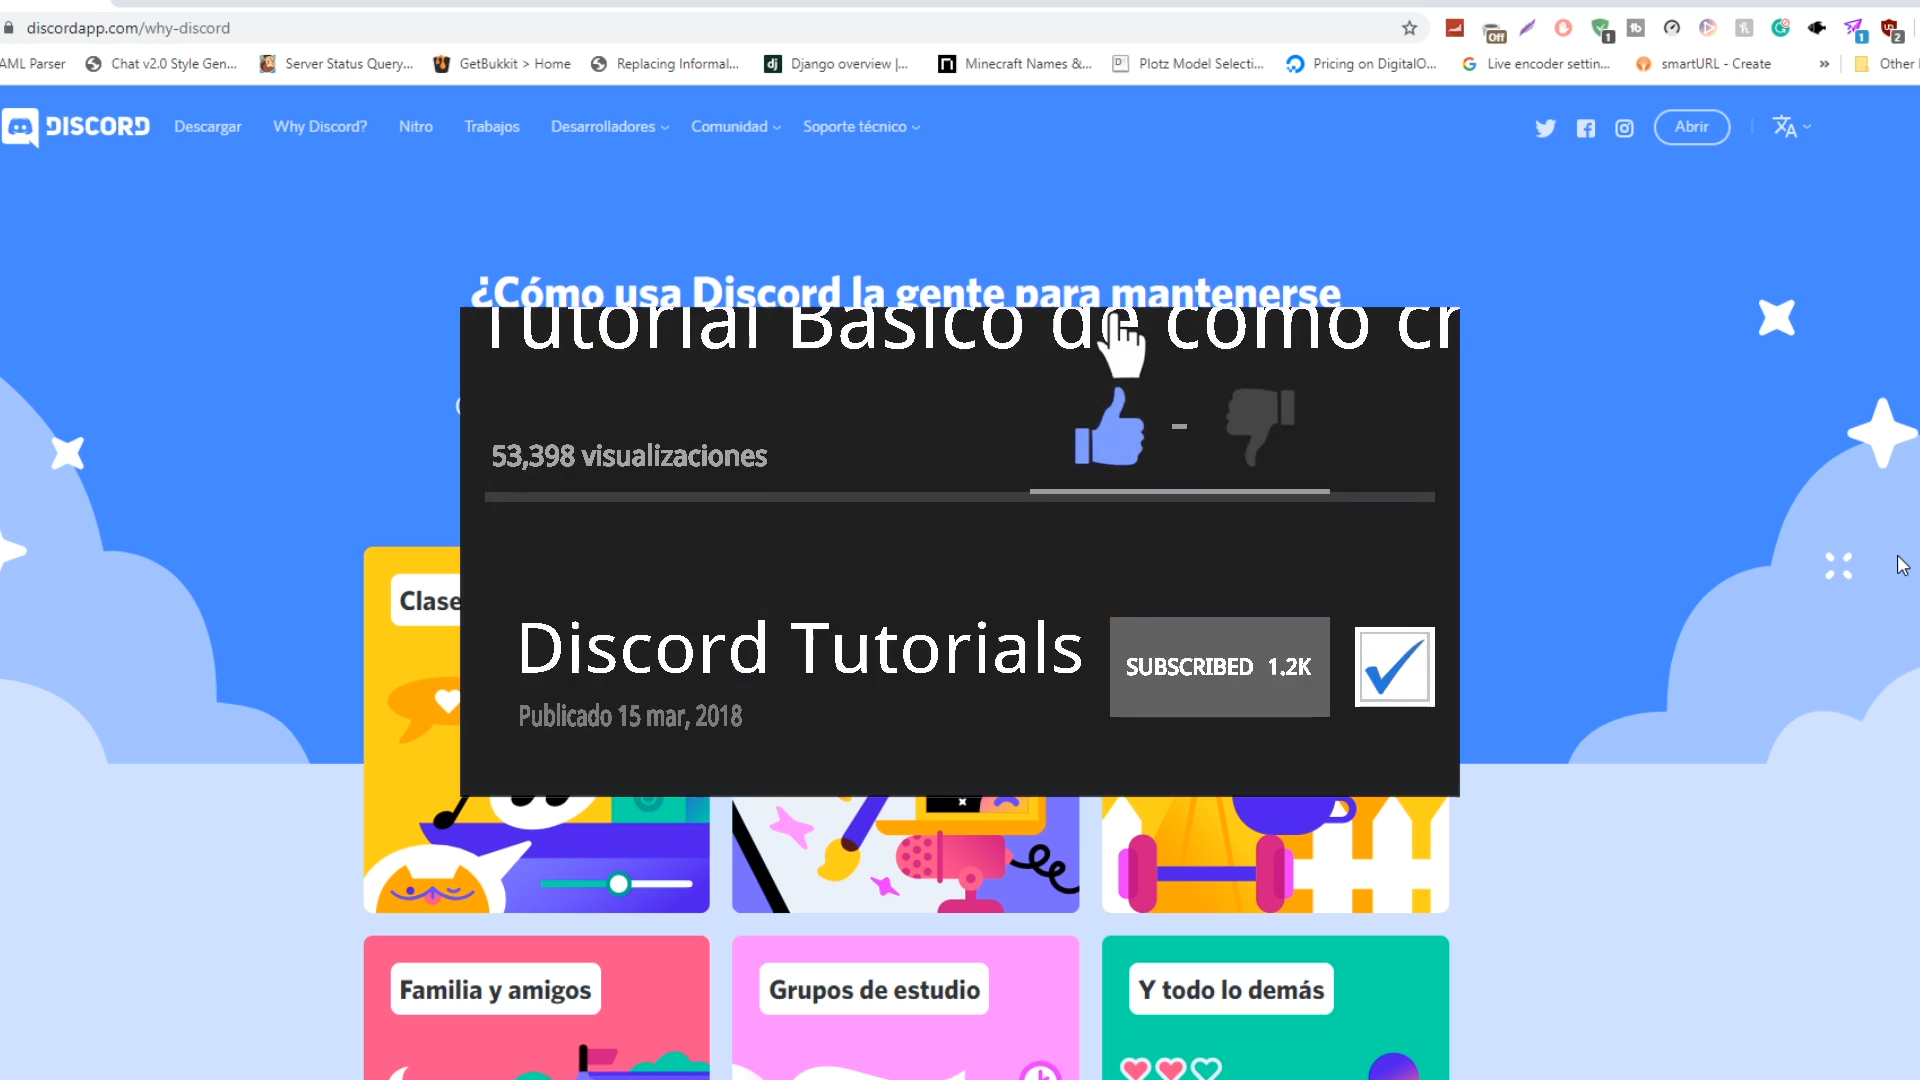 discordapp.com/why-discord
AML Parser Chat v2.0 Style Gen... Server Status Query... GetBukkit > Home Replacing Informal... Django overview |... Minecraft Names &... Plotz Model Selecti... Pricing on DigitalO... Live encoder settin... smartURL - Create » Other
DISCORD Descargar Why Discord? Nitro Trabajos Desarrolladores Comunidad Soporte técnico Abrir
¿Cómo usa Discord la gente para mantenerse
Tutorial Basico de como cr
53,398 visualizaciones
-
Clase
Discord Tutorials
SUBSCRIBED 1.2K
Publicado 15 mar, 2018
Familia y amigos Grupos de estudio Y todo lo demás